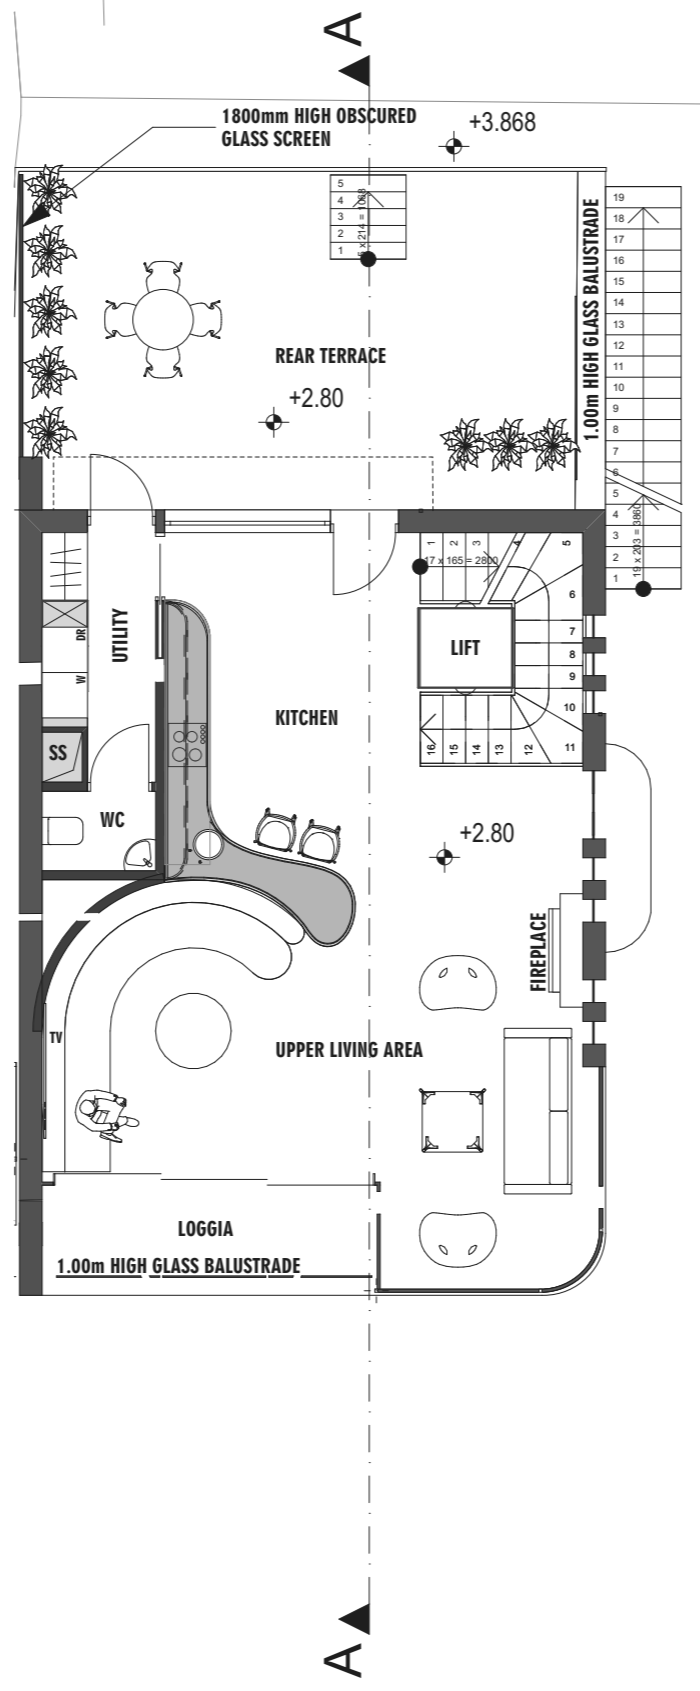 A
1800mm HIGH OBSCURED
GLASS SCREEN
+3.868
5
4
3
2
1
1.00m HIGH GLASS BALUSTRADE
19
18
17
16
15
14
13
12
11
10
9
8
7
6
5
4
3
2
1
19 x 203 = 3860
REAR TERRACE
+2.80
1
2
3
4
5
17 x 165 = 2800
6
7
8
9
10
11
12
13
14
15
16
LIFT
UTILITY
DR
W
KITCHEN
SS
WC
+2.80
FIREPLACE
TV
UPPER LIVING AREA
LOGGIA
1.00m HIGH GLASS BALUSTRADE
A